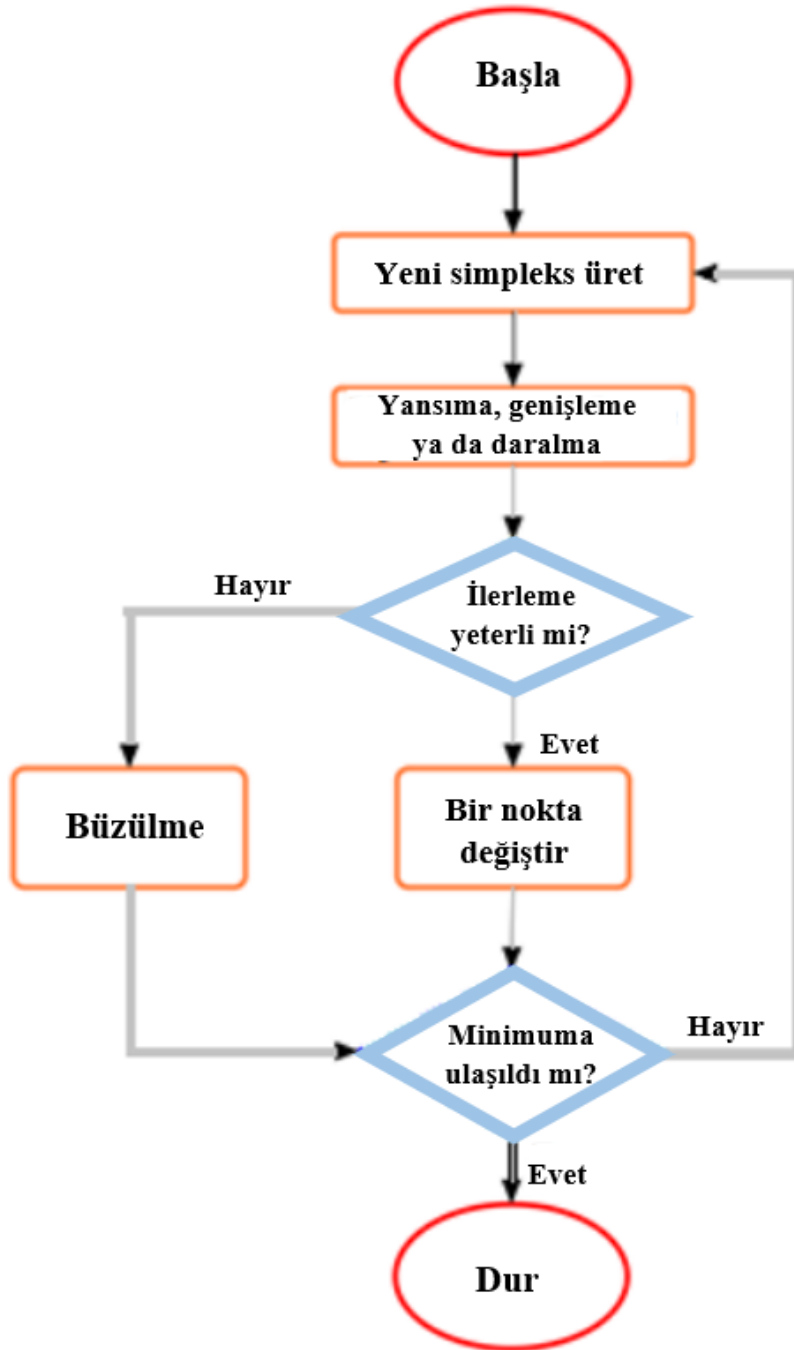 Başla
Yeni simpleks üret
Yansıma, genişleme
ya da daralma
İlerleme
yeterli mi?
Hayır
Evet
Büzülme
Bir nokta
değiştir
Minimuma
ulaşıldı mı?
Hayır
Evet
Dur